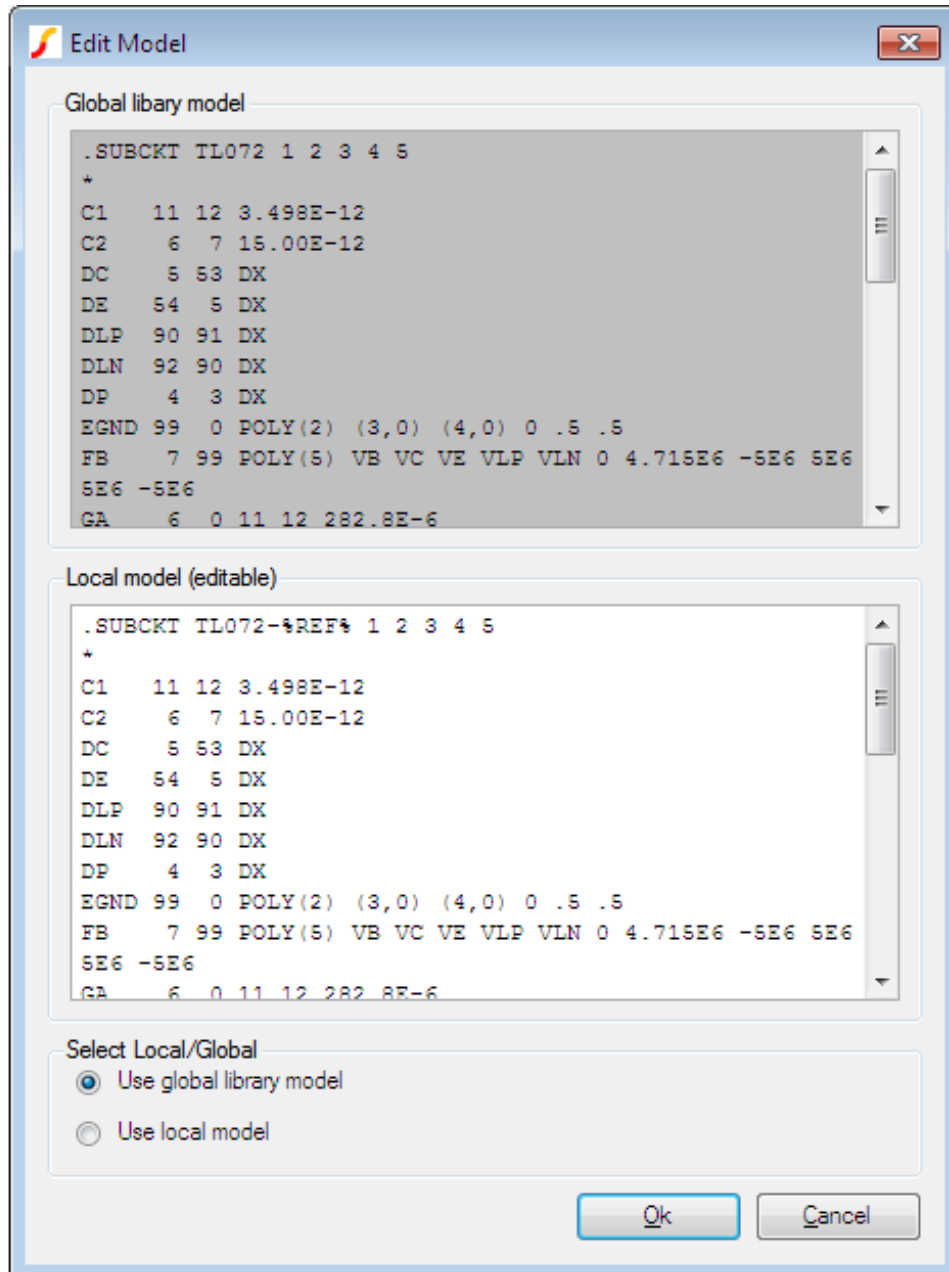 Edit Model
Global libary model
.SUBCKT TL072 1 2 3 4 5
*
C1   11 12 3.498E-12
C2    6  7 15.00E-12
DC    5 53 DX
DE   54  5 DX
DLP  90 91 DX
DLN  92 90 DX
DP    4  3 DX
EGND 99  0 POLY(2) (3,0) (4,0) 0 .5 .5
FB    7 99 POLY(5) VB VC VE VLP VLN 0 4.715E6 -5E6 5E6
5E6 -5E6
GA    6  0 11 12 282.8E-6
Local model (editable)
.SUBCKT TL072-%REF% 1 2 3 4 5
*
C1   11 12 3.498E-12
C2    6  7 15.00E-12
DC    5 53 DX
DE   54  5 DX
DLP  90 91 DX
DLN  92 90 DX
DP    4  3 DX
EGND 99  0 POLY(2) (3,0) (4,0) 0 .5 .5
FB    7 99 POLY(5) VB VC VE VLP VLN 0 4.715E6 -5E6 5E6
5E6 -5E6
GA    6  0 11 12 282.8E-6
Select Local/Global
Use global library model
Use local model
Ok
Cancel